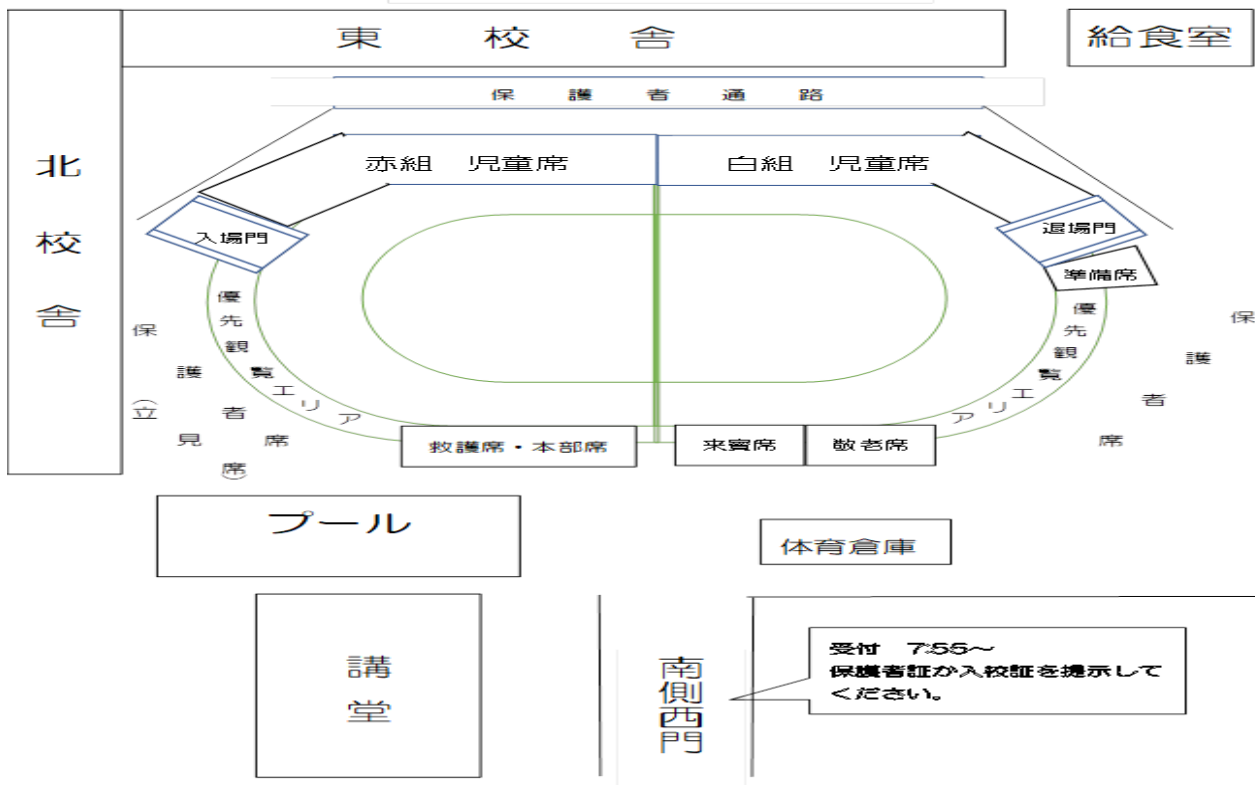 東校舎
給食室
北校舎
保護者通路
赤組 児童席
白組 児童席
入場門
退場門
準備席
優先観覧エリア
優先観覧エリア
保護者席
(立見席)
保護者席
救護席・本部席
来賓席
敬老席
プール
体育倉庫
講堂
南側西門
受付 7:55~
保護者証か入校証を提示して
ください。